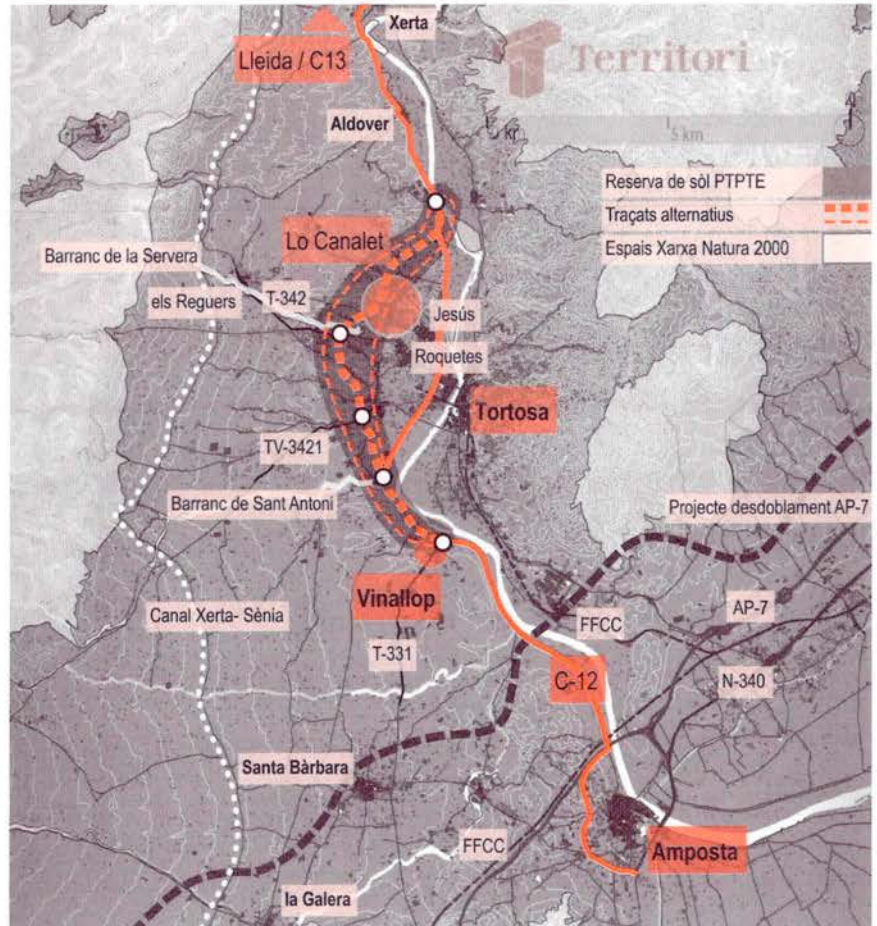 Xerta
Lleida / C13
Territori
Aldover
5 km
Reserva de sòl PTPTE
Traçats alternatius
Espais Xarxa Natura 2000
Lo Canalet
Barranc de la Servera
els Reguers
T-342
Jesús
Roquetes
Tortosa
TV-3421
Barranc de Sant Antoni
Projecte desdoblament AP-7
Vinallop
Canal Xerta- Sènia
FFCC
AP-7
T-331
C-12
N-340
Santa Bàrbara
FFCC
Amposta
la Galera